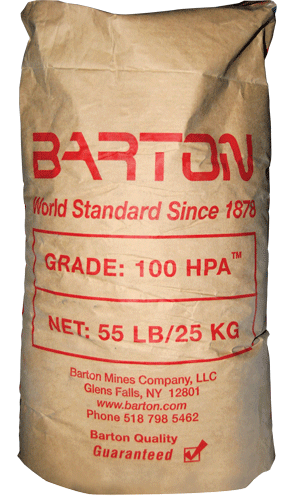 BARTON
World Standard Since 1878
GRADE: 100 HPA™
NET: 55 LB/25 KG
Barton Mines Company, LLC
Glens Falls, NY 12801
www.barton.com
Phone 518 798 5462
Barton Quality
Guaranteed